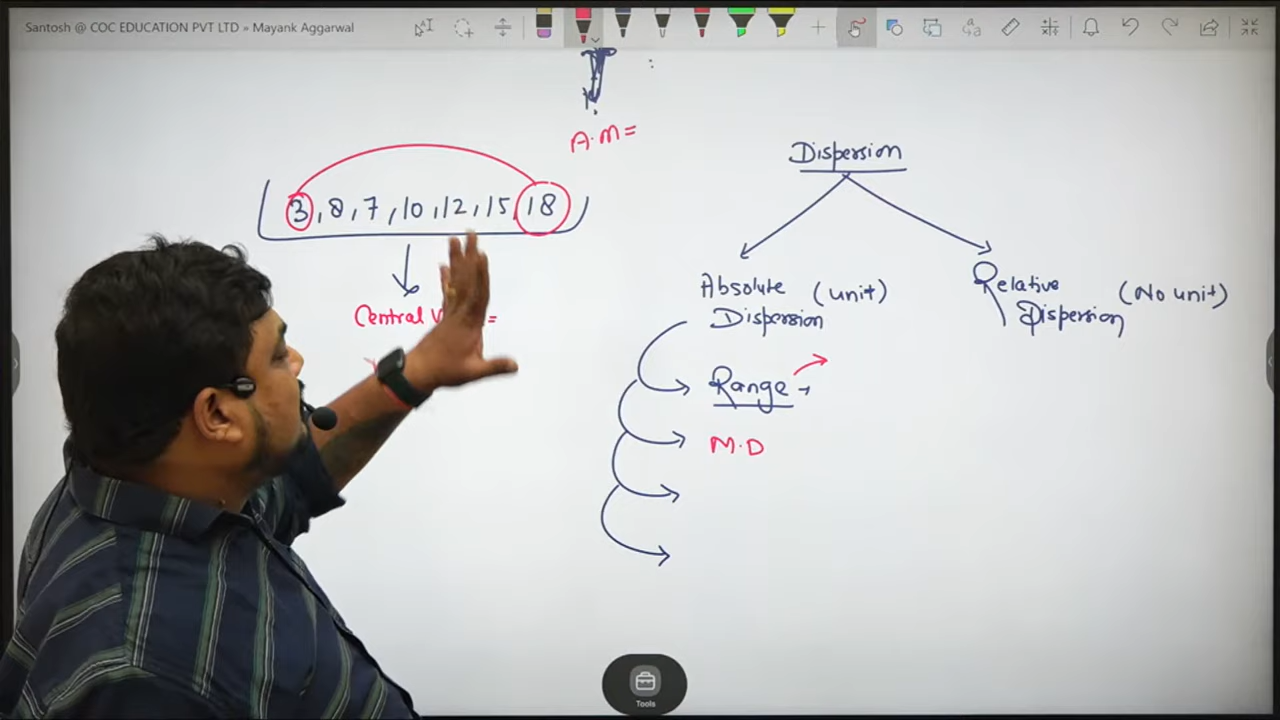 Santosh @ COC EDUCATION PVT LTD » Mayank Aggarwal
A.M=
3, 8, 7, 10, 12, 15, 18
Central =
Dispersion
Absolute (unit)
Dispersion
Relative (No unit)
Dispersion
Range →
M.D
Tools